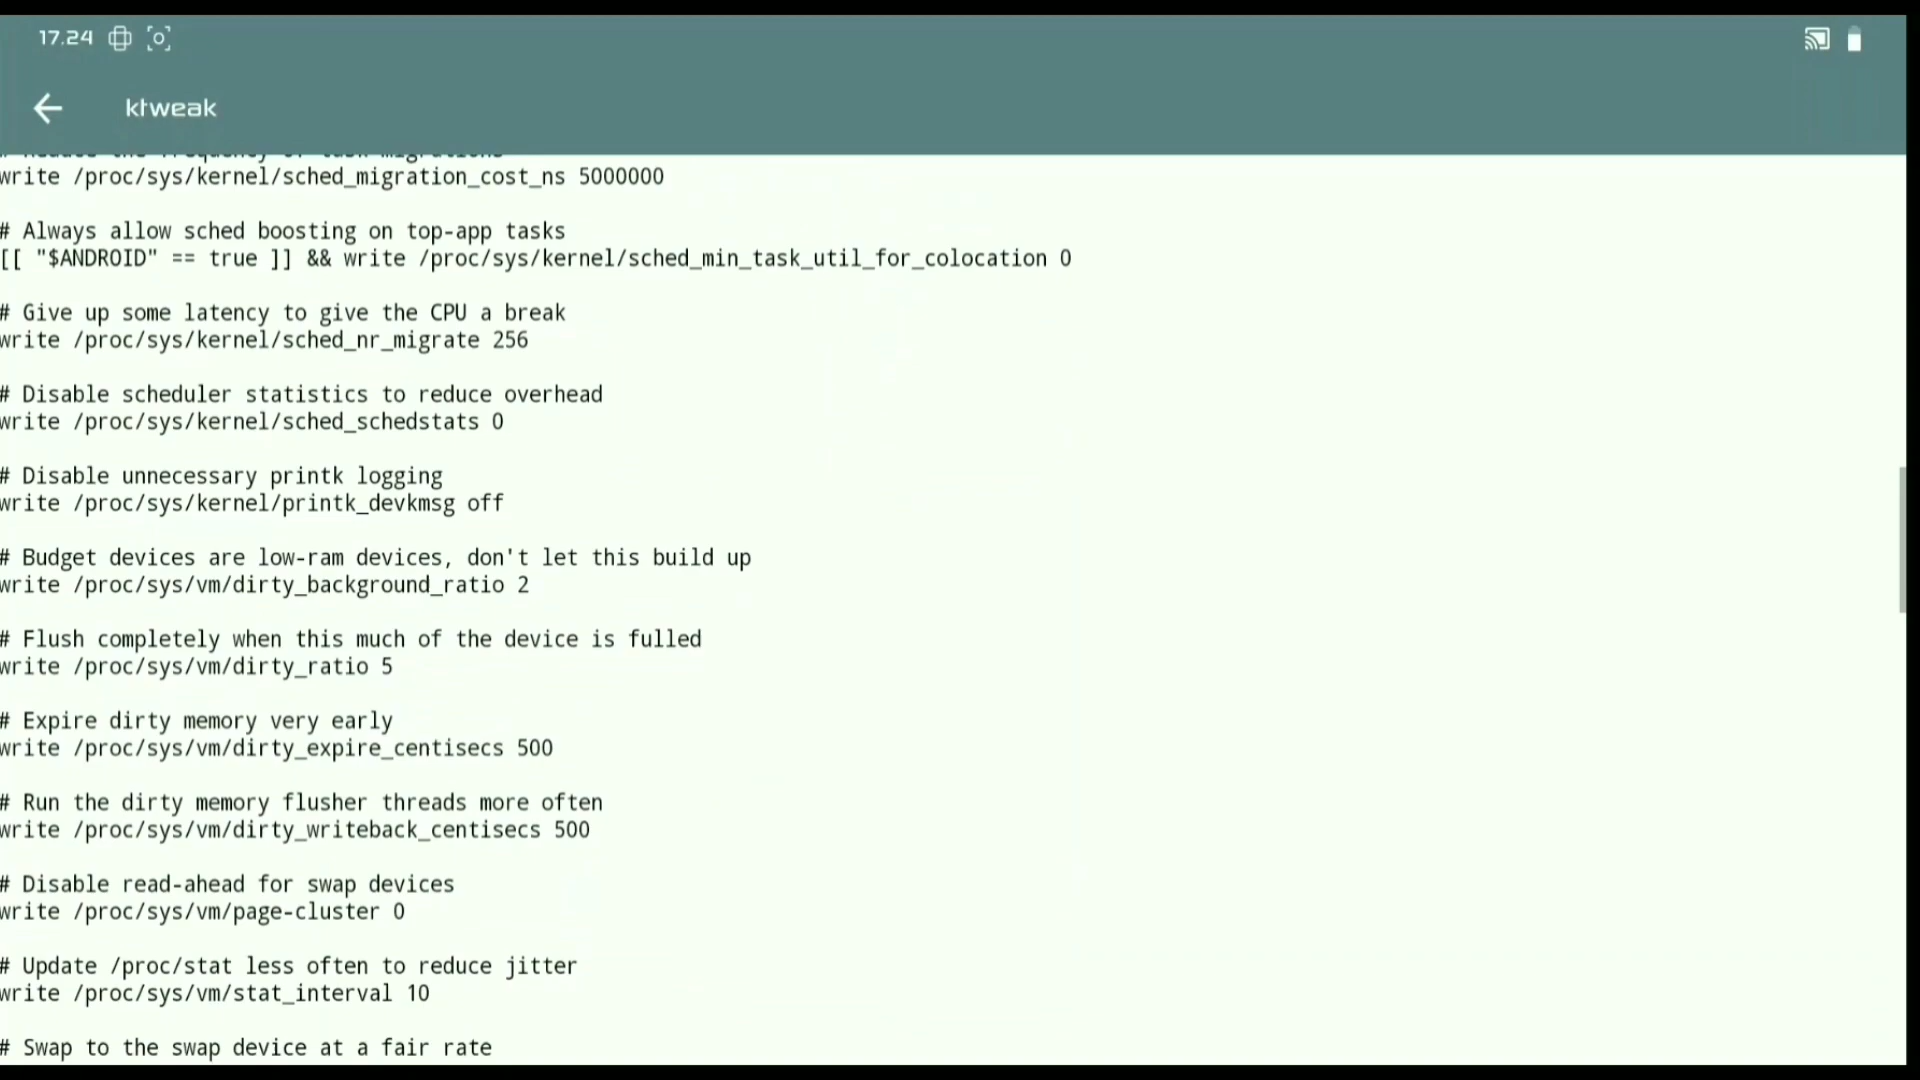 17.24
ktweak
write /proc/sys/kernel/sched_migration_cost_ns 5000000
# Always allow sched boosting on top-app tasks
[[ "$ANDROID" == true ]] && write /proc/sys/kernel/sched_min_task_util_for_colocation 0
# Give up some latency to give the CPU a break
write /proc/sys/kernel/sched_nr_migrate 256
# Disable scheduler statistics to reduce overhead
write /proc/sys/kernel/sched_schedstats 0
# Disable unnecessary printk logging
write /proc/sys/kernel/printk_devkmsg off
# Budget devices are low-ram devices, don't let this build up
write /proc/sys/vm/dirty_background_ratio 2
# Flush completely when this much of the device is fulled
write /proc/sys/vm/dirty_ratio 5
# Expire dirty memory very early
write /proc/sys/vm/dirty_expire_centisecs 500
# Run the dirty memory flusher threads more often
write /proc/sys/vm/dirty_writeback_centisecs 500
# Disable read-ahead for swap devices
write /proc/sys/vm/page-cluster 0
# Update /proc/stat less often to reduce jitter
write /proc/sys/vm/stat_interval 10
# Swap to the swap device at a fair rate